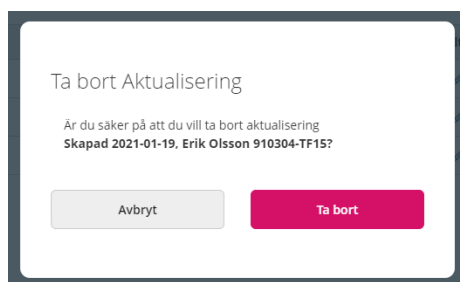 Ta bort Aktualisering
Är du säker på att du vill ta bort aktualisering
Skapad 2021-01-19, Erik Olsson 910304-TF15?
Avbryt
Ta bort